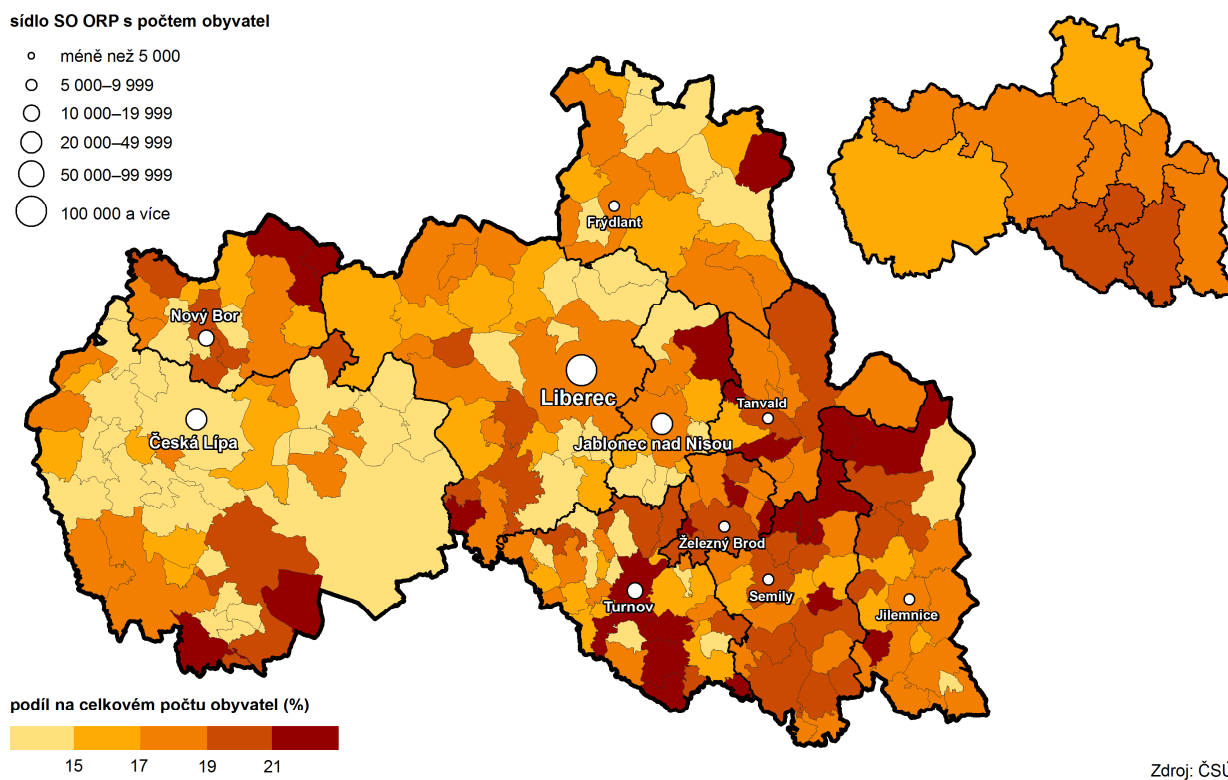 sídlo SO ORP s počtem obyvatel
méně než 5 000
5 000–9 999
10 000–19 999
20 000–49 999
50 000–99 999
100 000 a více
Frýdlant
Nový Bor
Liberec
Tanvald
Česká Lípa
Jablonec nad Nisou
Železný Brod
Semily
Turnov
Jilemnice
podíl na celkovém počtu obyvatel (%)
15 17 19 21
Zdroj: ČSÚ